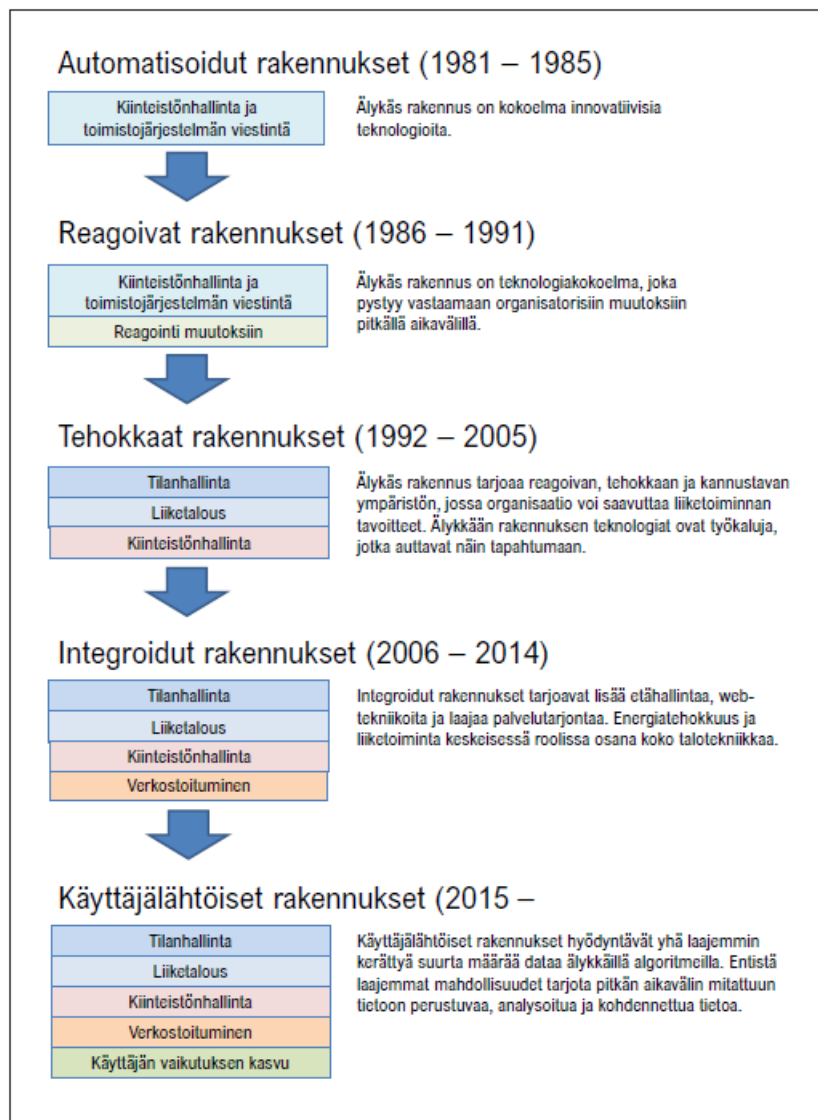 Automatisoidut rakennukset (1981 – 1985)
Kiinteistönhallinta ja
toimistojärjestelmän viestintä
Älykäs rakennus on kokoelma innovatiivisia
teknologioita.
Reagoivat rakennukset (1986 – 1991)
Kiinteistönhallinta ja
toimistojärjestelmän viestintä
Reagointi muutoksiin
Älykäs rakennus on teknologiakokoelma, joka
pystyy vastaamaan organisatorisiin muutoksiin
pitkällä aikavälillä.
Tehokkaat rakennukset (1992 – 2005)
Tilanhallinta
Liiketalous
Kiinteistönhallinta
Älykäs rakennus tarjoaa reagoivan, tehokkaan ja kannustavan
ympäristön, jossa organisaatio voi saavuttaa liiketoiminnan
tavoitteet. Älykkään rakennuksen teknologiat ovat työkaluja,
jotka auttavat näin tapahtumaan.
Integroidut rakennukset (2006 – 2014)
Tilanhallinta
Liiketalous
Kiinteistönhallinta
Verkostoituminen
Integroidut rakennukset tarjoavat lisää etähallintaa, web-
tekniikoita ja laajaa palvelutarjontaa. Energiatehokkuus ja
liiketoiminta keskeisessä roolissa osana koko talotekniikkaa.
Käyttäjälähtöiset rakennukset (2015 –
Tilanhallinta
Liiketalous
Kiinteistönhallinta
Verkostoituminen
Käyttäjän vaikutuksen kasvu
Käyttäjälähtöiset rakennukset hyödyntävät yhä laajemmin
kerättyä suurta määrää dataa älykkäillä algoritmeilla. Entistä
laajemmat mahdollisuudet tarjota pitkän aikavälin mitattuun
tietoon perustuvaa, analysoitua ja kohdennettua tietoa.